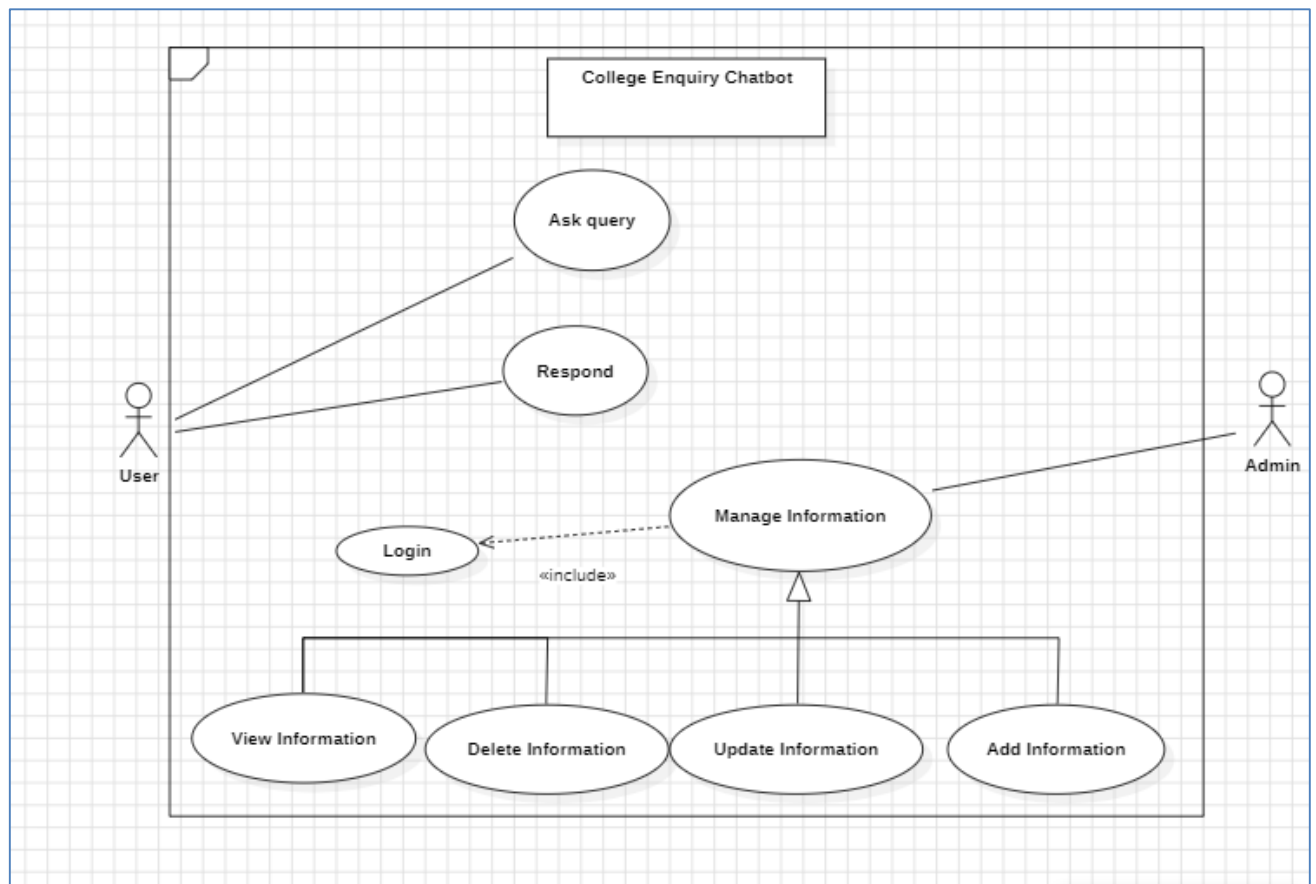 College Enquiry Chatbot
Ask query
Respond
User
Admin
Manage Information
Login
«include»
View Information
Delete Information
Update Information
Add Information